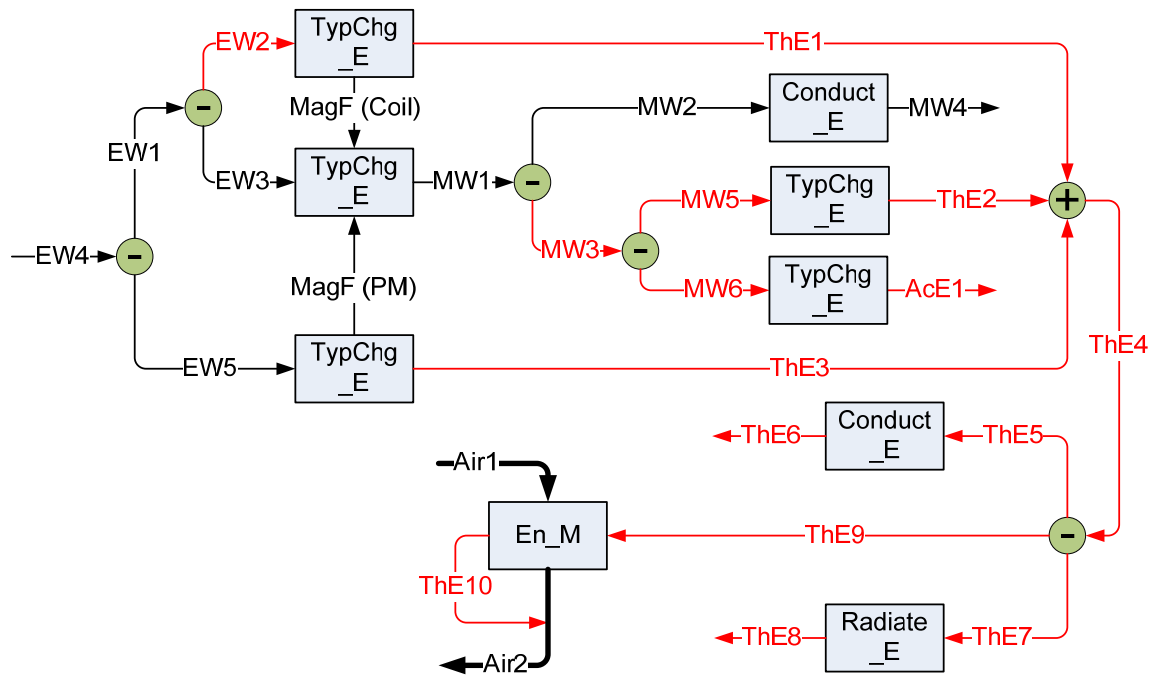 TypChg
_E
EW2
ThE1
-
MagF (Coil)
MW2
Conduct
_E
MW4
EW1
EW3
TypChg
_E
MW1
-
MW5
TypChg
_E
ThE2
+
EW4
-
MW3
-
MagF (PM)
MW6
TypChg
_E
AcE1
EW5
TypChg
_E
ThE3
ThE4
ThE6
Conduct
_E
ThE5
Air1
En_M
ThE9
-
ThE10
Air2
ThE8
Radiate
_E
ThE7